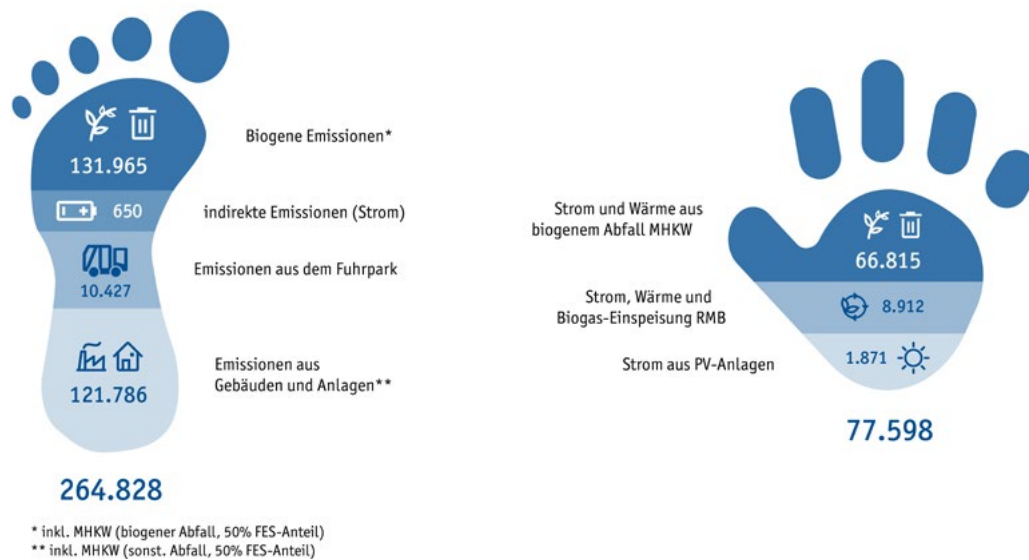 131.965
Biogene Emissionen*
650
indirekte Emissionen (Strom)
10.427
Emissionen aus dem Fuhrpark
121.786
Emissionen aus
Gebäuden und Anlagen**
264.828
* inkl. MHKW (biogener Abfall, 50% FES-Anteil)
** inkl. MHKW (sonst. Abfall, 50% FES-Anteil)
Strom und Wärme aus
biogenem Abfall MHKW
66.815
Strom, Wärme und
Biogas-Einspeisung RMB
8.912
Strom aus PV-Anlagen
1.871
77.598